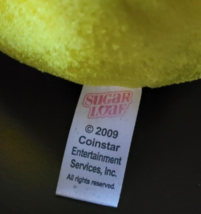 SUGAR
LOAF
© 2009
Coinstar
Entertainment
Services, Inc.
All rights reserved.